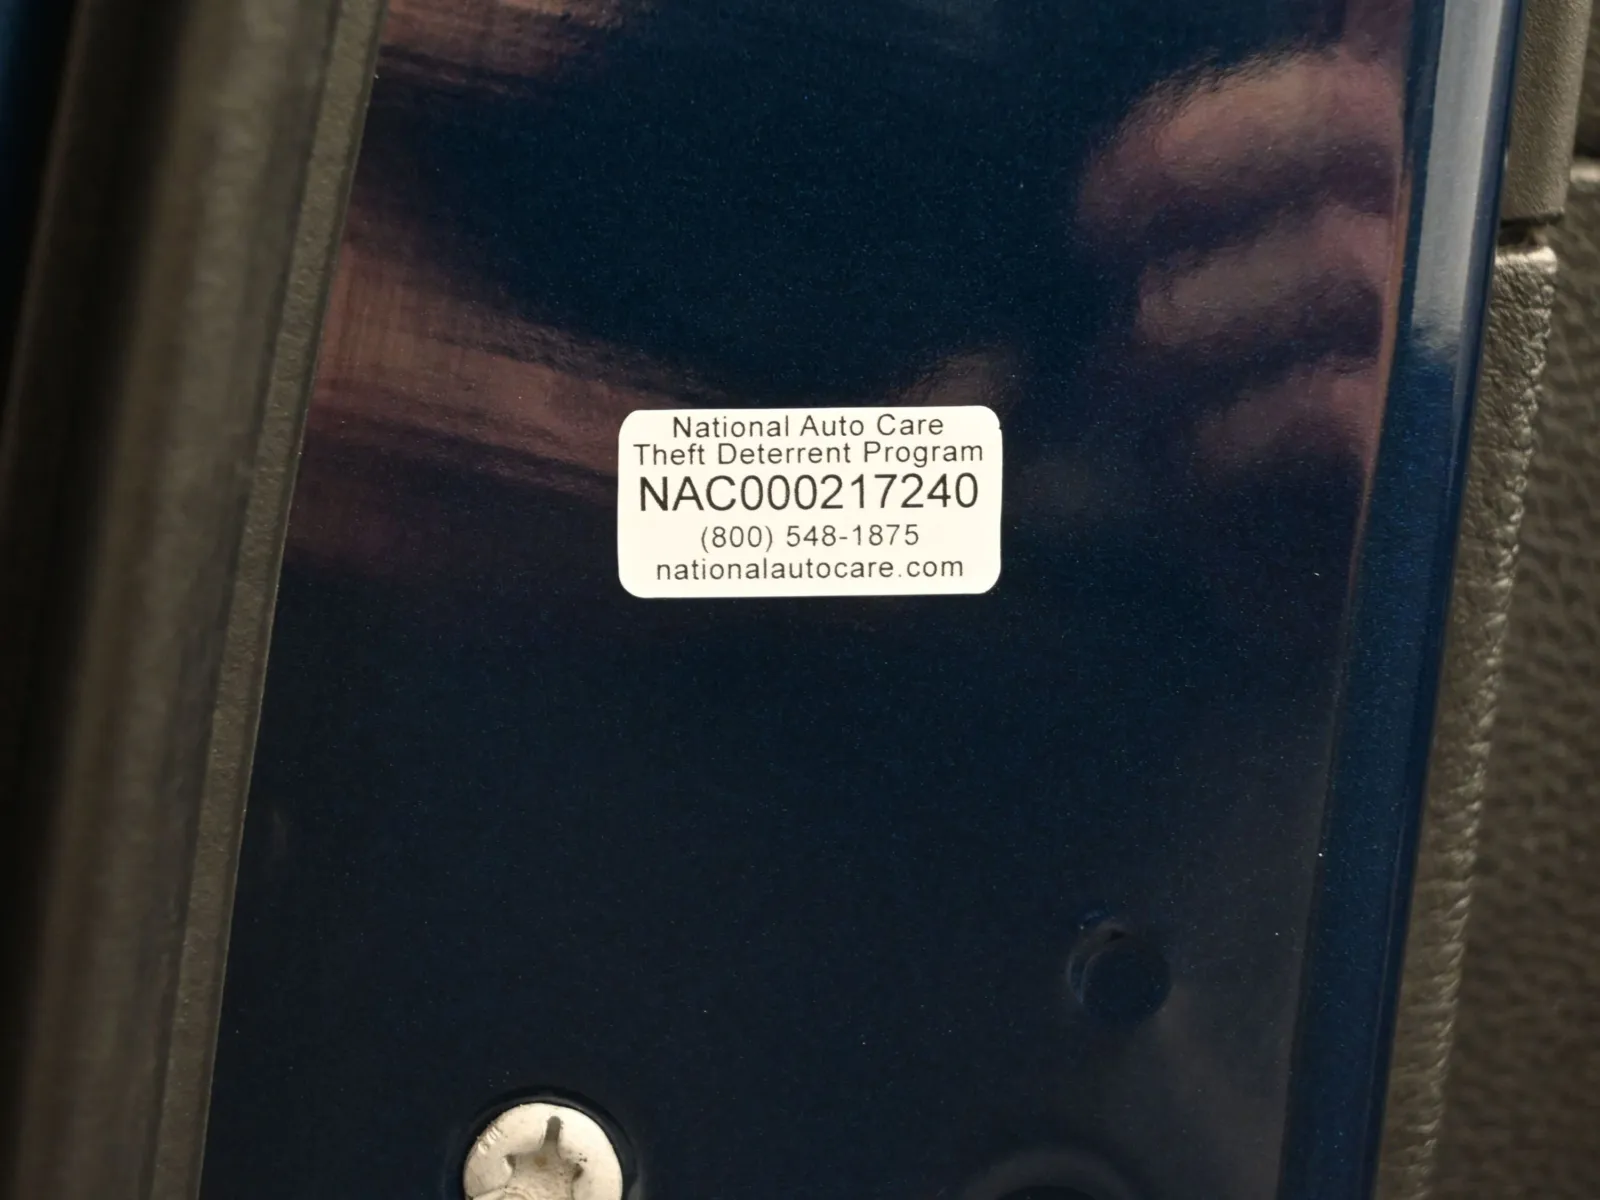 National Auto Care
Theft Deterrent Program
NAC000217240
(800) 548-1875
nationalautocare.com